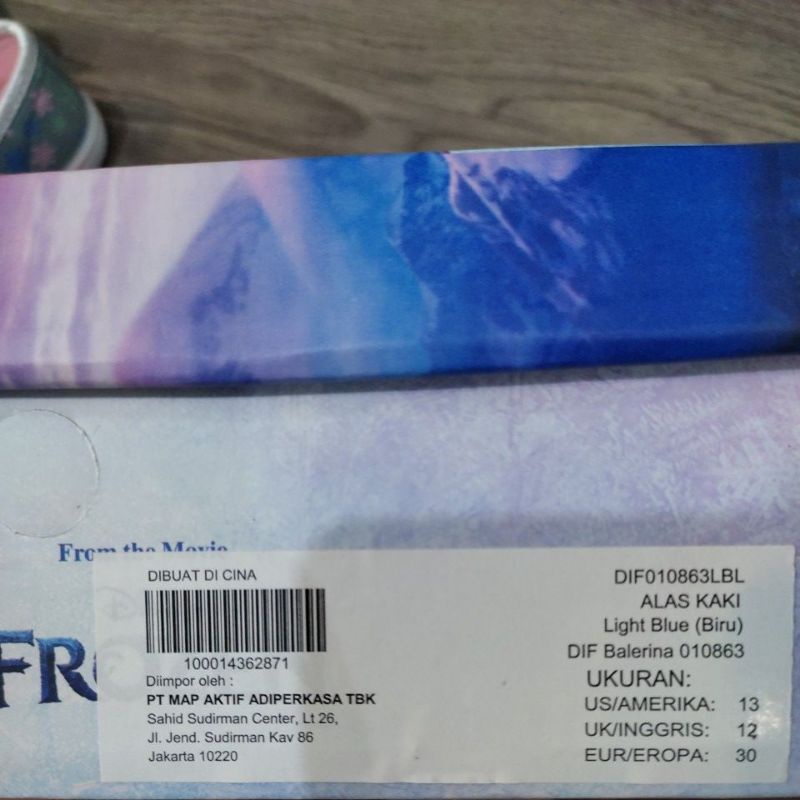 From the Movie
FRO
DIBUAT DI CINA
100014362871
Diimpor oleh :
PT MAP AKTIF ADIPERKASA TBK
Sahid Sudirman Center, Lt 26,
Jl. Jend. Sudirman Kav 86
Jakarta 10220
DIF010863LBL
ALAS KAKI
Light Blue (Biru)
DIF Balerina 010863
UKURAN:
US/AMERIKA: 13
UK/INGGRIS: 12
EUR/EROPA: 30